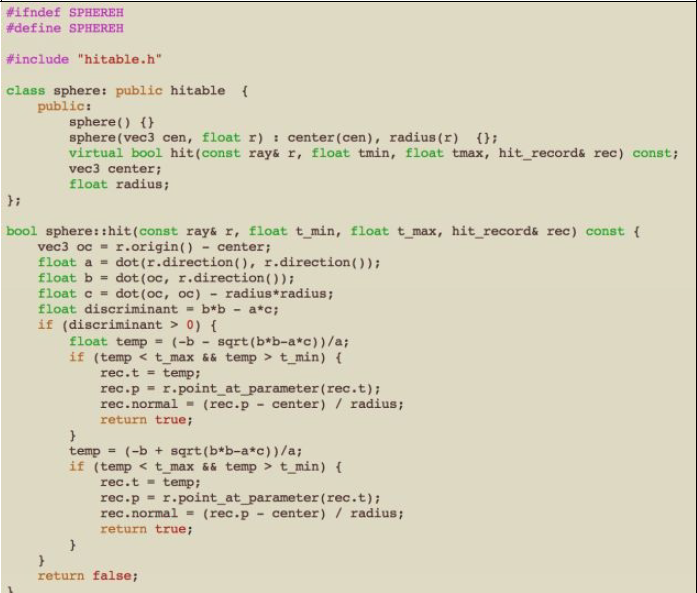 #ifndef SPHEREH
#define SPHEREH

#include "hitable.h"

class sphere: public hitable  {
    public:
        sphere() {}
        sphere(vec3 cen, float r) : center(cen), radius(r)  {};
        virtual bool hit(const ray& r, float tmin, float tmax, hit_record& rec) const;
        vec3 center;
        float radius;
};

bool sphere::hit(const ray& r, float t_min, float t_max, hit_record& rec) const {
    vec3 oc = r.origin() - center;
    float a = dot(r.direction(), r.direction());
    float b = dot(oc, r.direction());
    float c = dot(oc, oc) - radius*radius;
    float discriminant = b*b - a*c;
    if (discriminant > 0) {
        float temp = (-b - sqrt(b*b-a*c))/a;
        if (temp < t_max && temp > t_min) {
            rec.t = temp;
            rec.p = r.point_at_parameter(rec.t);
            rec.normal = (rec.p - center) / radius;
            return true;
        }
        temp = (-b + sqrt(b*b-a*c))/a;
        if (temp < t_max && temp > t_min) {
            rec.t = temp;
            rec.p = r.point_at_parameter(rec.t);
            rec.normal = (rec.p - center) / radius;
            return true;
        }
    }
    return false;
}